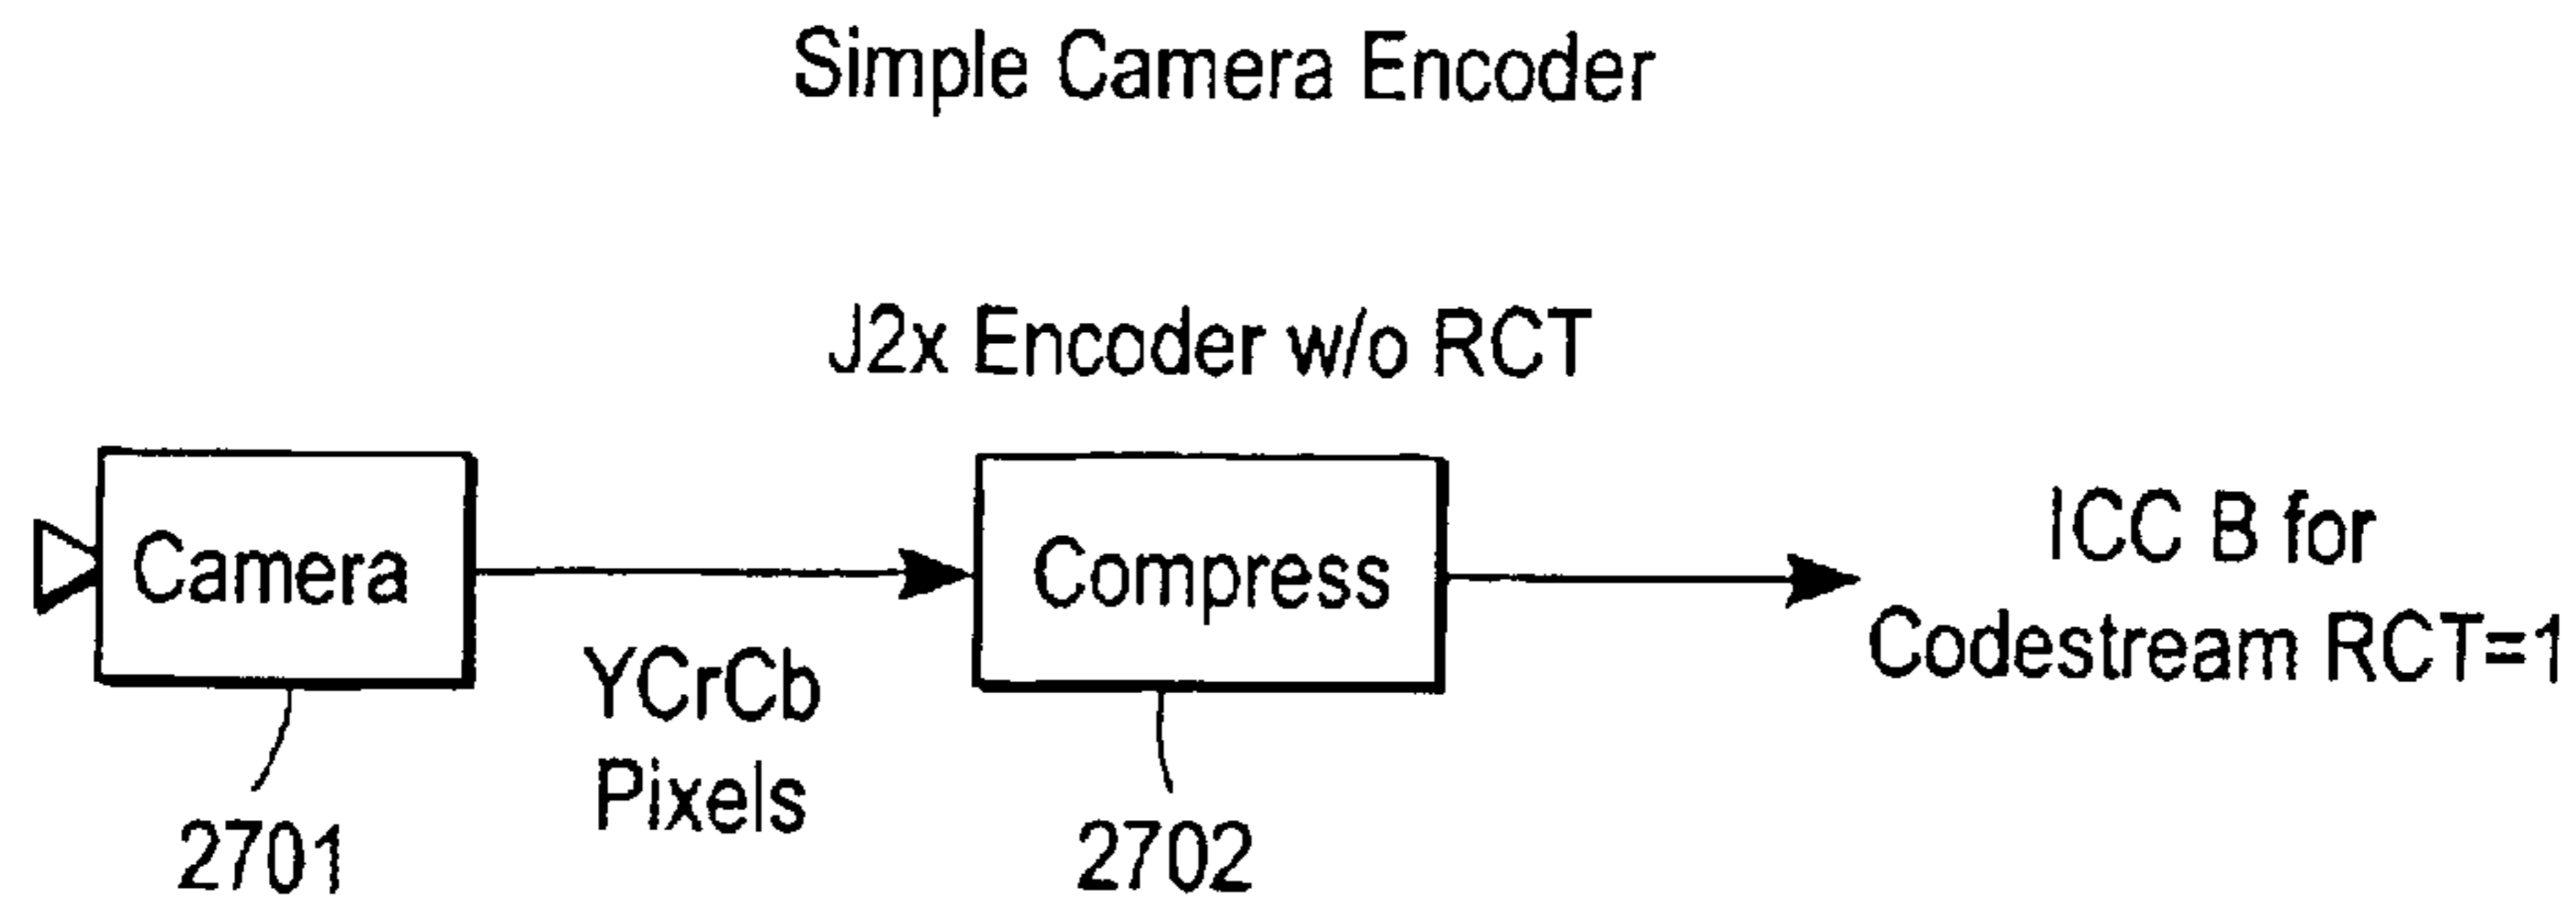 Simple Camera Encoder
J2x Encoder w/o RCT
Camera
YCrCb
Pixels
Compress
ICC B for
Codestream RCT=1
2701
2702